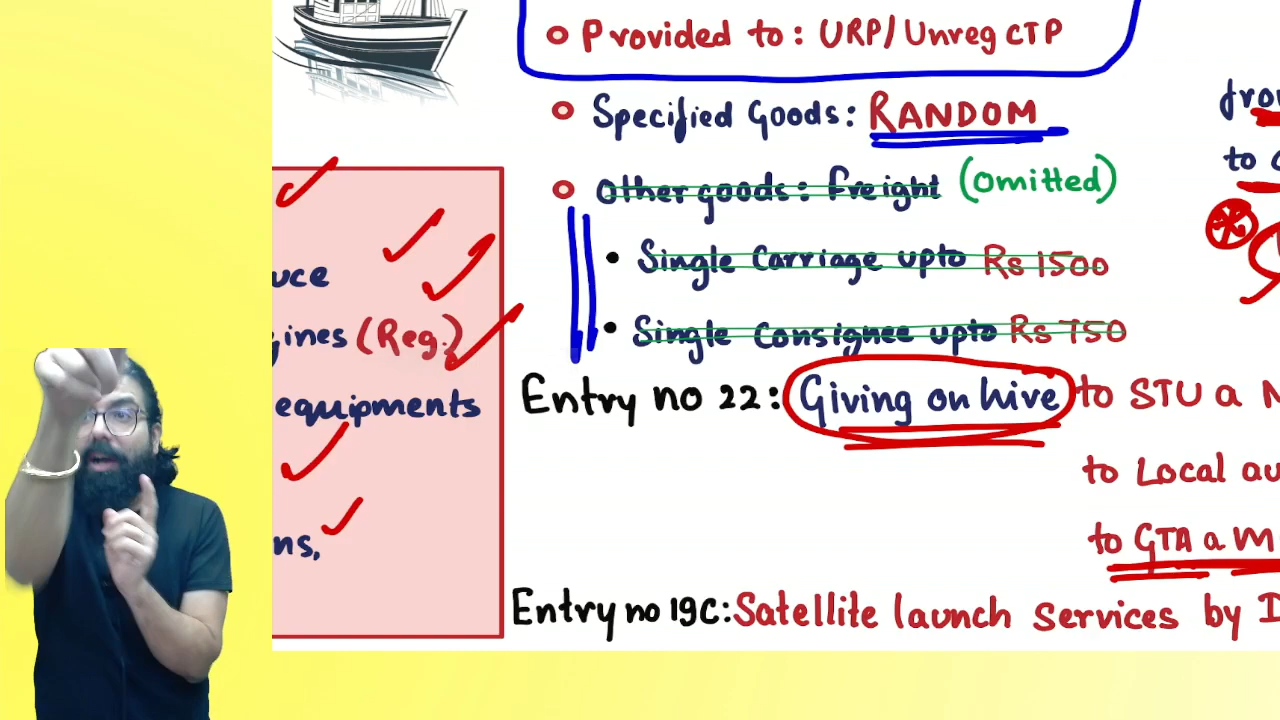 Provided to: URP/Unreg CTP
Specified Goods: RANDOM
Other goods: Freight (Omitted)
Single Carriage upto Rs 1500
Single Consignee upto Rs 750
Entry no 22: Giving on hire to STU a
to Local au
to GTA a m
Entry no 19C: Satellite launch services by I
from
to
uce
gines (Reg.)
equipments
ns,